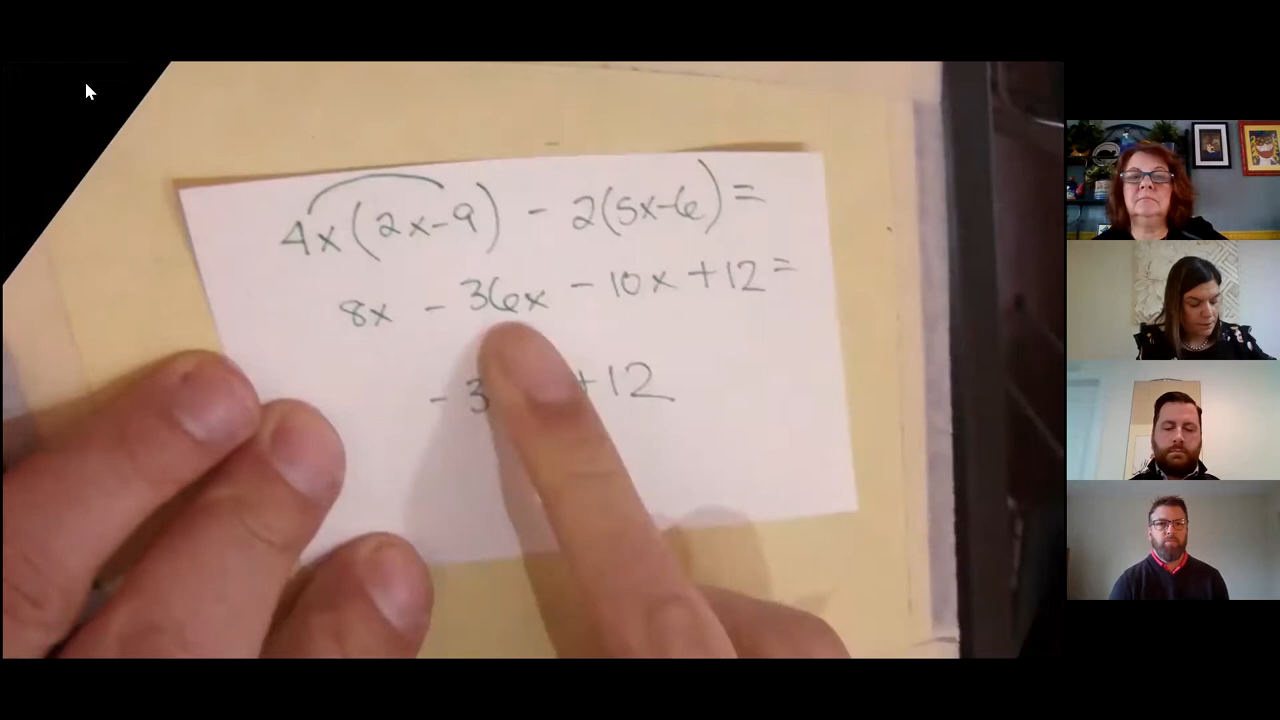 4x(2x-9) - 2(5x-6) =
8x - 36x - 10x + 12 =
- 3 + 12